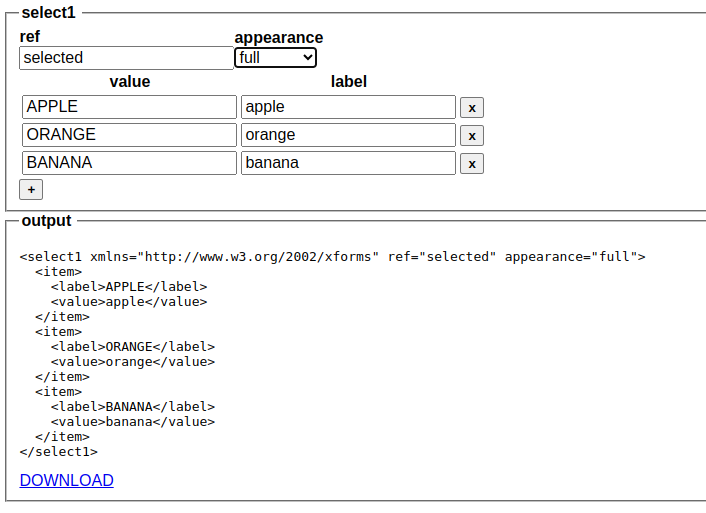 select1
ref appearance
selected full
value label
APPLE apple x
ORANGE orange x
BANANA banana x
+
output
<select1 xmlns="http://www.w3.org/2002/xforms" ref="selected" appearance="full">
  <item>
    <label>APPLE</label>
    <value>apple</value>
  </item>
  <item>
    <label>ORANGE</label>
    <value>orange</value>
  </item>
  <item>
    <label>BANANA</label>
    <value>banana</value>
  </item>
</select1>
DOWNLOAD